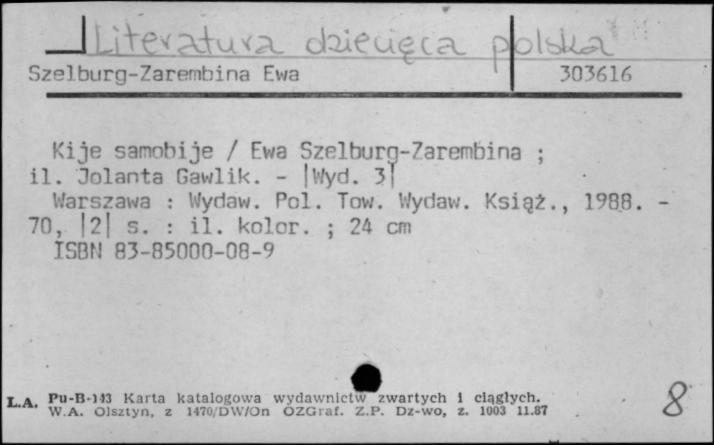 Literatura dziecięca polska
Szelburg-Zarembina Ewa 303616
Kije samobije / Ewa Szelburg-Zarembina ;
il. Jolanta Gawlik. - |Wyd. 3|
Warszawa : Wydaw. Pol. Tow. Wydaw. Książ., 1988. -
70, |2| s. : il. kolor. ; 24 cm
ISBN 83-85000-08-9
L.A. Pu-B-143 Karta katalogowa wydawnictw zwartych i ciągłych.
W.A. Olsztyn, z 1470/DW/On OZGraf. Z.P. Dz-wo, z. 1003 11.87
8